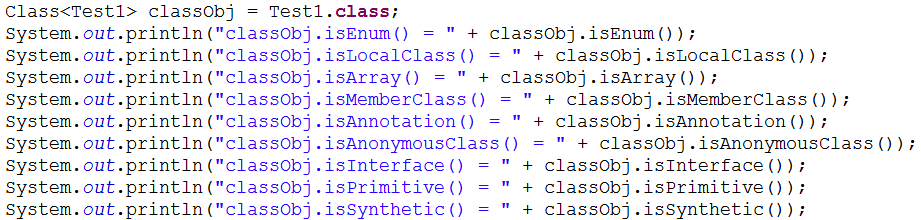 Class<Test1> classObj = Test1.class;
System.out.println("classObj.isEnum() = " + classObj.isEnum());
System.out.println("classObj.isLocalClass() = " + classObj.isLocalClass());
System.out.println("classObj.isArray() = " + classObj.isArray());
System.out.println("classObj.isMemberClass() = " + classObj.isMemberClass());
System.out.println("classObj.isAnnotation() = " + classObj.isAnnotation());
System.out.println("classObj.isAnonymousClass() = " + classObj.isAnonymousClass());
System.out.println("classObj.isInterface() = " + classObj.isInterface());
System.out.println("classObj.isPrimitive() = " + classObj.isPrimitive());
System.out.println("classObj.isSynthetic() = " + classObj.isSynthetic());